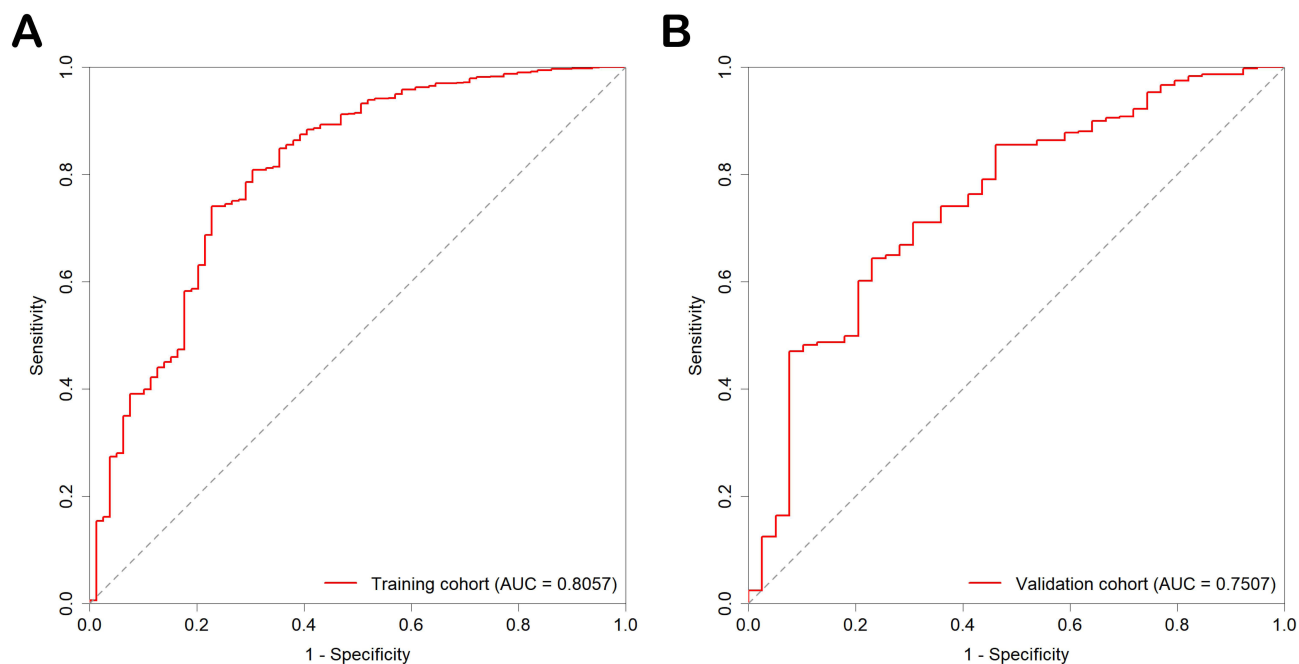 A
B
1.0
0.8
0.6
0.4
0.2
0.0
Sensitivity
Training cohort (AUC = 0.8057)
0.0 0.2 0.4 0.6 0.8 1.0
1 - Specificity
1.0
0.8
0.6
0.4
0.2
0.0
Sensitivity
Validation cohort (AUC = 0.7507)
0.0 0.2 0.4 0.6 0.8 1.0
1 - Specificity